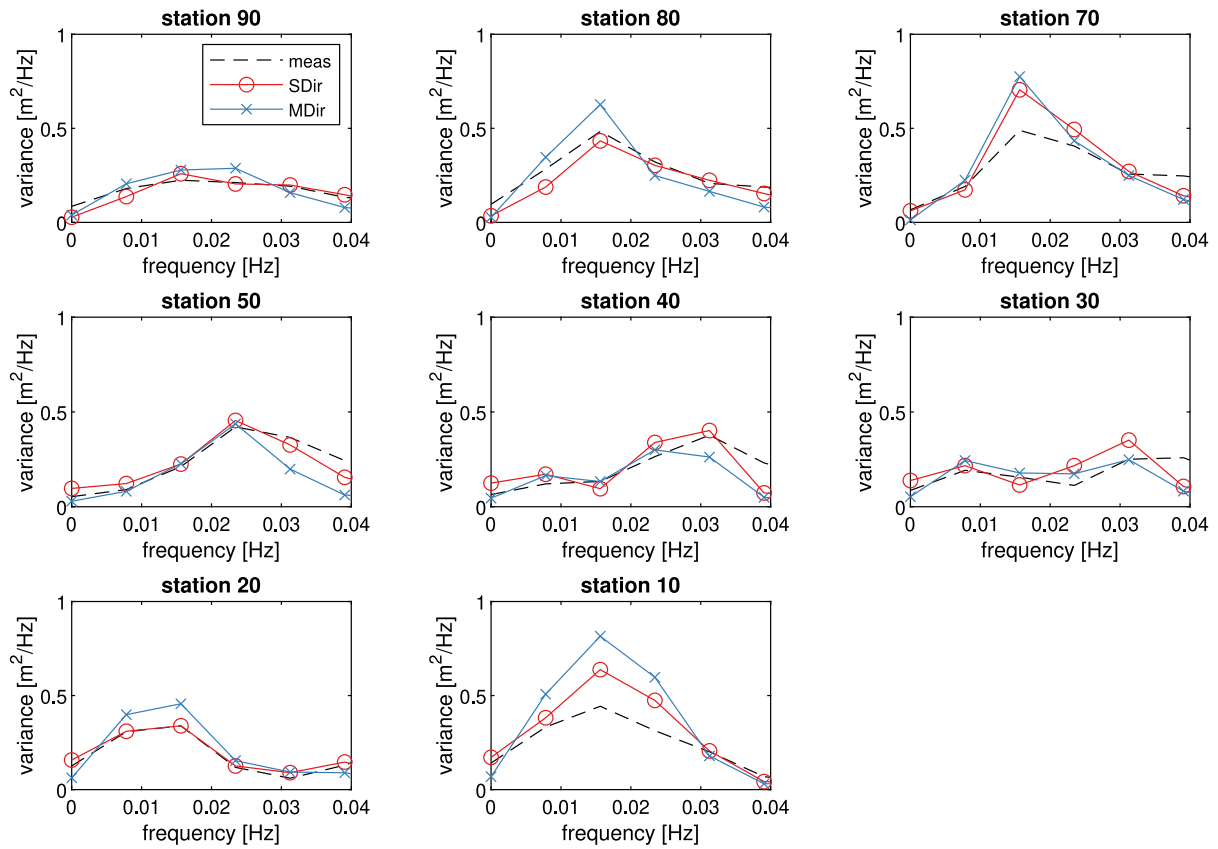 station 90
1
0.5
0
variance [m²/Hz]
meas
SDir
MDir
0 0.01 0.02 0.03 0.04
frequency [Hz]
station 80
1
0.5
0
variance [m²/Hz]
0 0.01 0.02 0.03 0.04
frequency [Hz]
station 70
1
0.5
0
variance [m²/Hz]
0 0.01 0.02 0.03 0.04
frequency [Hz]
station 50
1
0.5
0
variance [m²/Hz]
0 0.01 0.02 0.03 0.04
frequency [Hz]
station 40
1
0.5
0
variance [m²/Hz]
0 0.01 0.02 0.03 0.04
frequency [Hz]
station 30
1
0.5
0
variance [m²/Hz]
0 0.01 0.02 0.03 0.04
frequency [Hz]
station 20
1
0.5
0
variance [m²/Hz]
0 0.01 0.02 0.03 0.04
frequency [Hz]
station 10
1
0.5
0
variance [m²/Hz]
0 0.01 0.02 0.03 0.04
frequency [Hz]